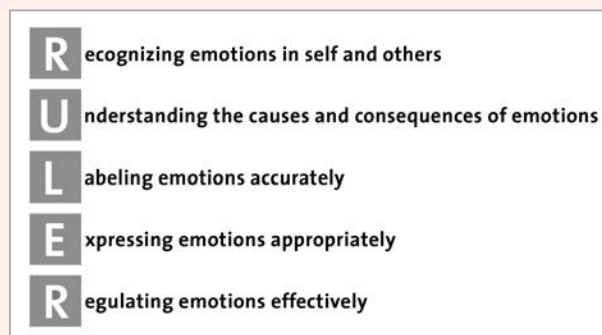 Recognizing emotions in self and others
Understanding the causes and consequences of emotions
Labeling emotions accurately
Expressing emotions appropriately
Regulating emotions effectively